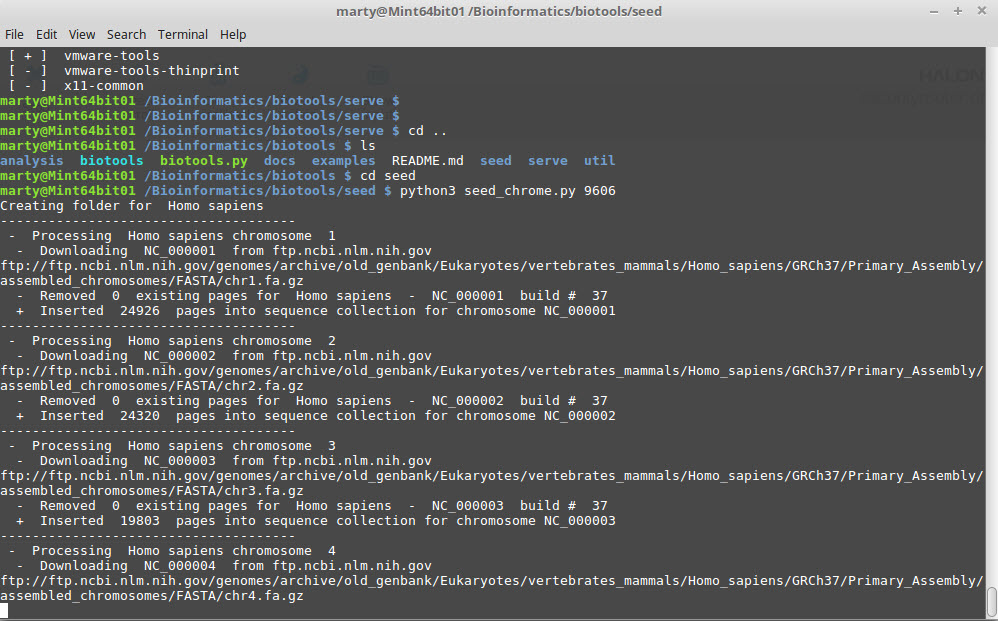 marty@Mint64bit01 /Bioinformatics/biotools/seed
File Edit View Search Terminal Help
[ + ]  vmware-tools
[ - ]  vmware-tools-thinprint
[ - ]  x11-common
marty@Mint64bit01 /Bioinformatics/biotools/serve $
marty@Mint64bit01 /Bioinformatics/biotools/serve $
marty@Mint64bit01 /Bioinformatics/biotools/serve $ cd ..
marty@Mint64bit01 /Bioinformatics/biotools $ ls
analysis  biotools  biotools.py  docs  examples  README.md  seed  serve  util
marty@Mint64bit01 /Bioinformatics/biotools $ cd seed
marty@Mint64bit01 /Bioinformatics/biotools/seed $ python3 seed_chrome.py 9606
Creating folder for  Homo sapiens
-------------------------------------
 -  Processing  Homo sapiens chromosome  1
  -  Downloading  NC_000001  from ftp.ncbi.nlm.nih.gov
ftp://ftp.ncbi.nlm.nih.gov/genomes/archive/old_genbank/Eukaryotes/vertebrates_mammals/Homo_sapiens/GRCh37/Primary_Assembly/
assembled_chromosomes/FASTA/chr1.fa.gz
  -  Removed  0  existing pages for  Homo sapiens  -  NC_000001  build #  37
  +  Inserted  24926  pages into sequence collection for chromosome NC_000001
-------------------------------------
 -  Processing  Homo sapiens chromosome  2
  -  Downloading  NC_000002  from ftp.ncbi.nlm.nih.gov
ftp://ftp.ncbi.nlm.nih.gov/genomes/archive/old_genbank/Eukaryotes/vertebrates_mammals/Homo_sapiens/GRCh37/Primary_Assembly/
assembled_chromosomes/FASTA/chr2.fa.gz
  -  Removed  0  existing pages for  Homo sapiens  -  NC_000002  build #  37
  +  Inserted  24320  pages into sequence collection for chromosome NC_000002
-------------------------------------
 -  Processing  Homo sapiens chromosome  3
  -  Downloading  NC_000003  from ftp.ncbi.nlm.nih.gov
ftp://ftp.ncbi.nlm.nih.gov/genomes/archive/old_genbank/Eukaryotes/vertebrates_mammals/Homo_sapiens/GRCh37/Primary_Assembly/
assembled_chromosomes/FASTA/chr3.fa.gz
  -  Removed  0  existing pages for  Homo sapiens  -  NC_000003  build #  37
  +  Inserted  19803  pages into sequence collection for chromosome NC_000003
-------------------------------------
 -  Processing  Homo sapiens chromosome  4
  -  Downloading  NC_000004  from ftp.ncbi.nlm.nih.gov
ftp://ftp.ncbi.nlm.nih.gov/genomes/archive/old_genbank/Eukaryotes/vertebrates_mammals/Homo_sapiens/GRCh37/Primary_Assembly/
assembled_chromosomes/FASTA/chr4.fa.gz